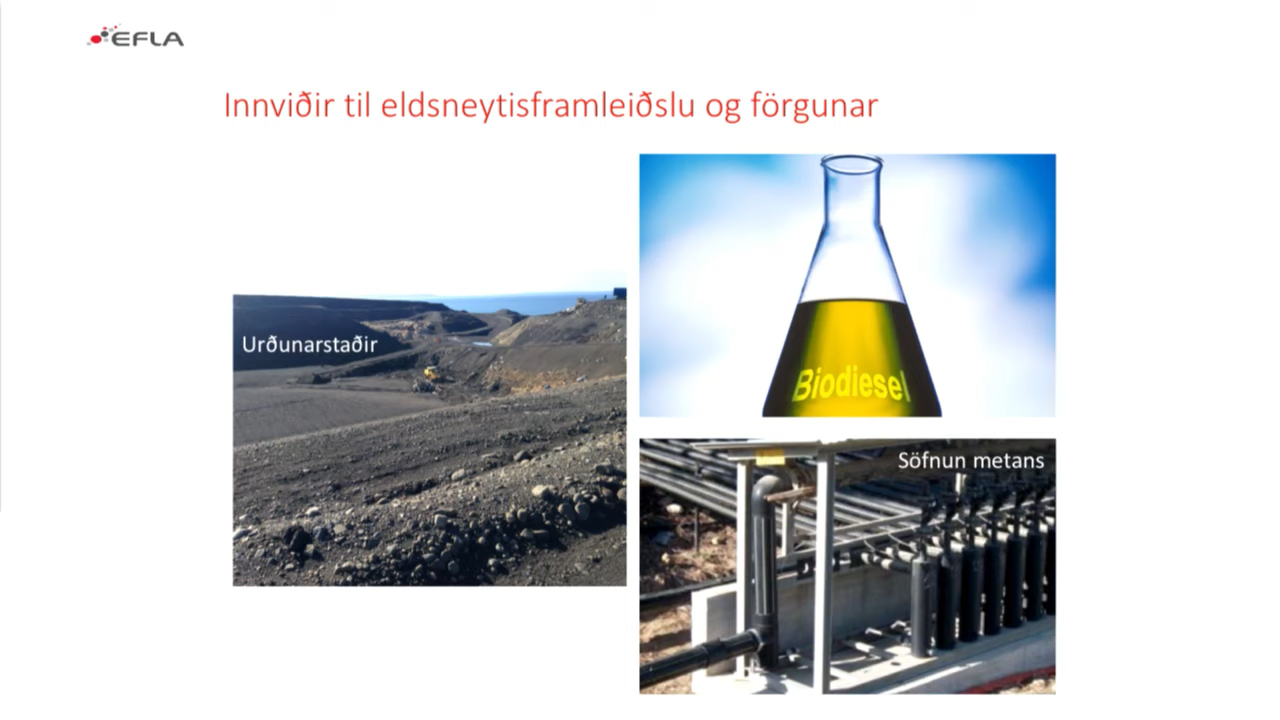 EFLA
Innviðir til eldsneytisframleiðslu og förgunar
Urðunarstaðir
Biodiesel
Söfnun metans